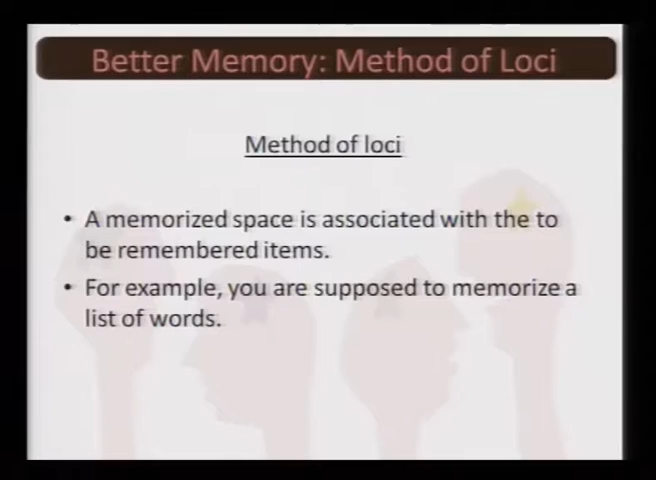 Better Memory: Method of Loci
Method of loci
• A memorized space is associated with the to
be remembered items.
• For example, you are supposed to memorize a
list of words.